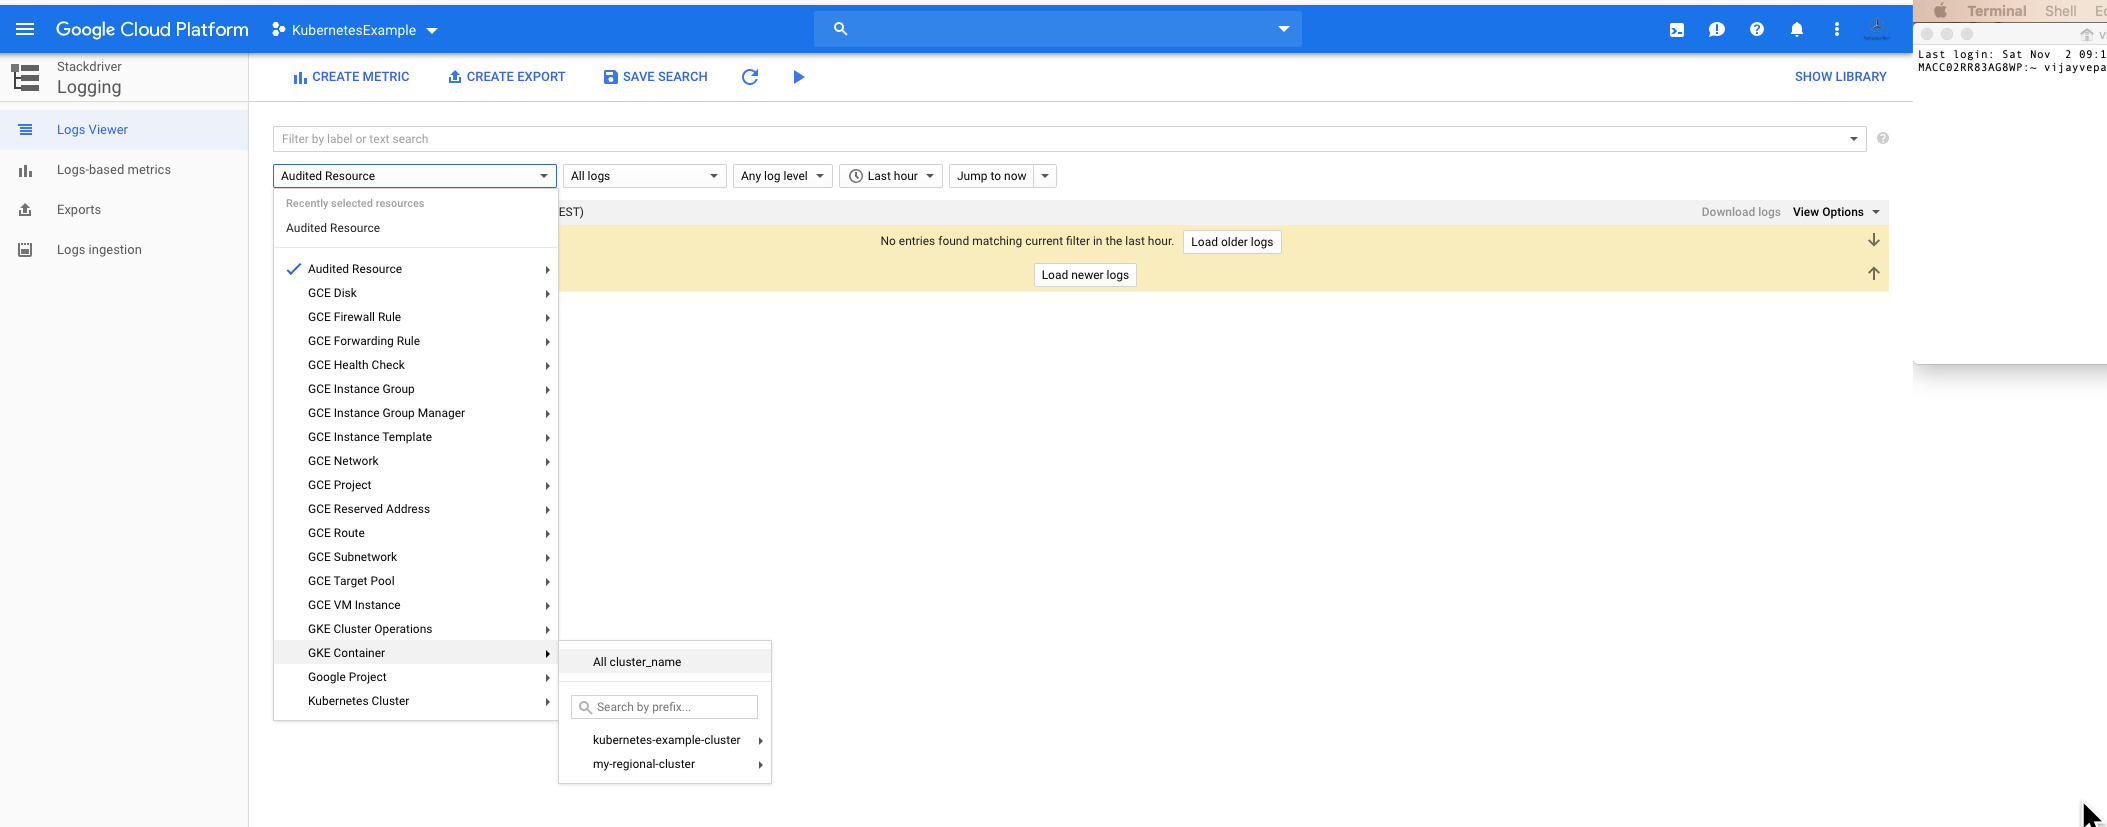 Google Cloud Platform
KubernetesExample
Terminal Shell
Last login: Sat Nov 2 09:1
MACC02RR83AG8WP:~ vijayvepa
Stackdriver
Logging
CREATE METRIC
CREATE EXPORT
SAVE SEARCH
SHOW LIBRARY
Logs Viewer
Logs-based metrics
Exports
Logs ingestion
Filter by label or text search
Audited Resource
All logs
Any log level
Last hour
Jump to now
EST)
Download logs
View Options
No entries found matching current filter in the last hour.
Load older logs
Load newer logs
Recently selected resources
Audited Resource
Audited Resource
GCE Disk
GCE Firewall Rule
GCE Forwarding Rule
GCE Health Check
GCE Instance Group
GCE Instance Group Manager
GCE Instance Template
GCE Network
GCE Project
GCE Reserved Address
GCE Route
GCE Subnetwork
GCE Target Pool
GCE VM Instance
GKE Cluster Operations
GKE Container
Google Project
Kubernetes Cluster
All cluster_name
Search by prefix...
kubernetes-example-cluster
my-regional-cluster